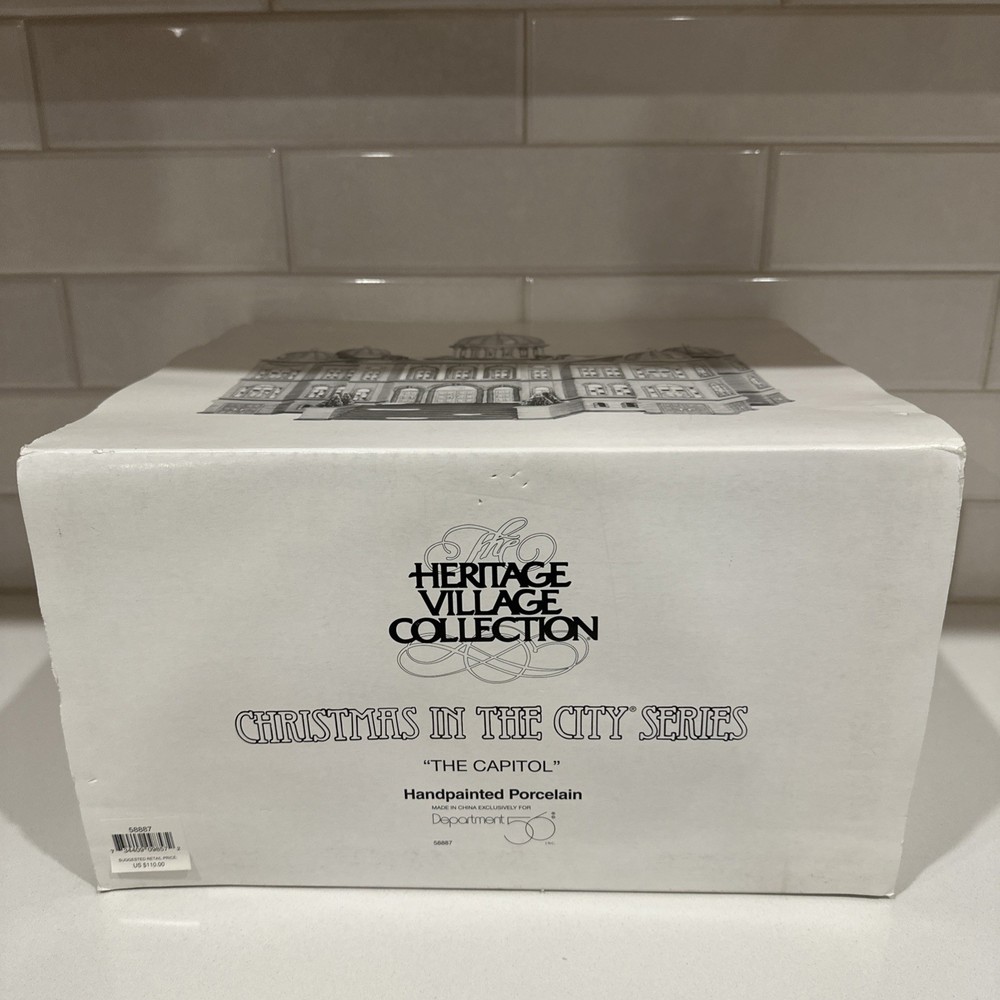 The
HERITAGE
VILLAGE
COLLECTION
CHRISTMAS IN THE CITY® SERIES
“THE CAPITOL”
Handpainted Porcelain
MADE IN CHINA EXCLUSIVELY FOR
Department 56®
INC.
58887
58887
SUGGESTED RETAIL PRICE
US $110.00